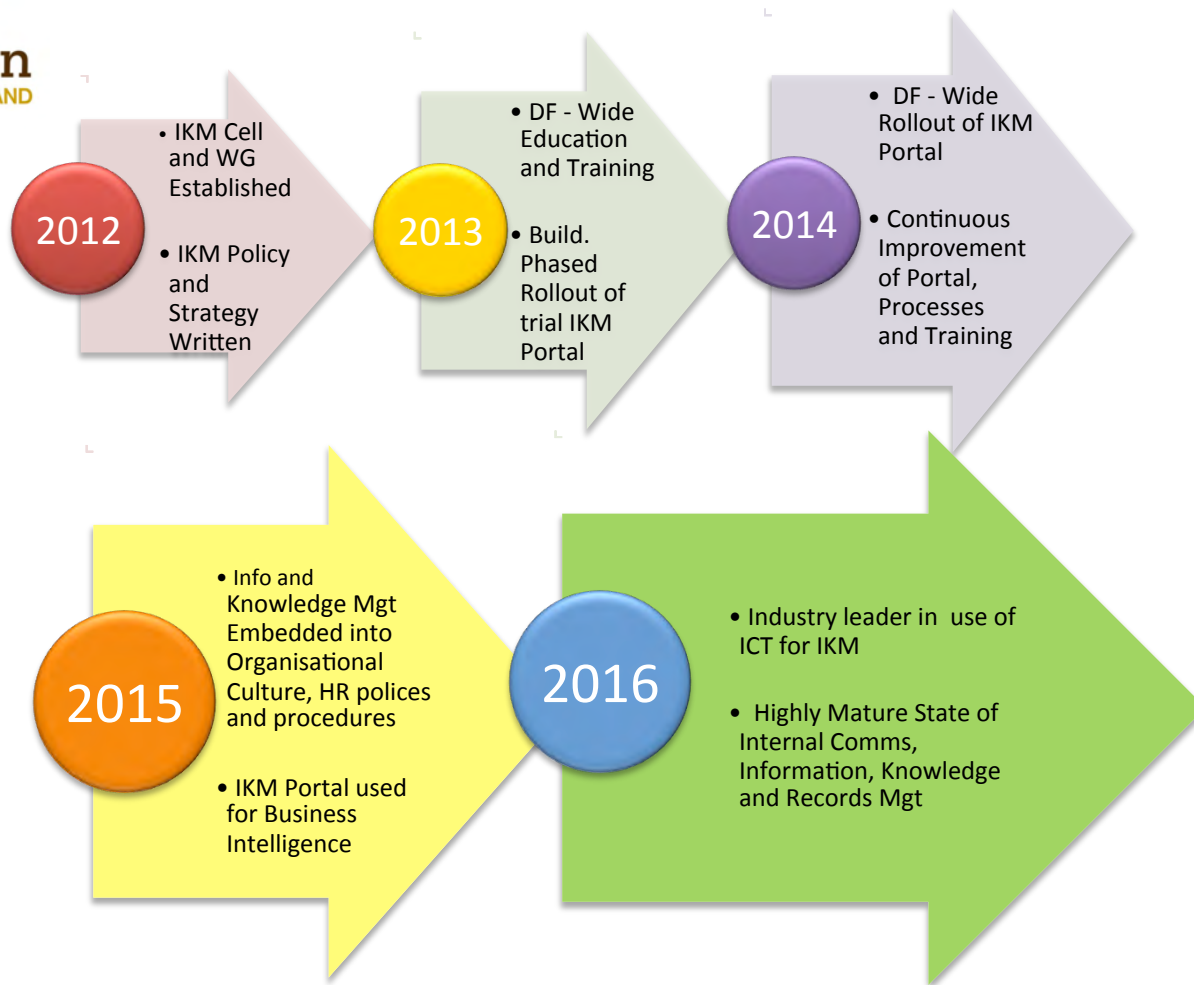 n
AND
2012
• IKM Cell
and WG
Established
• IKM Policy
and
Strategy
Written
2013
• DF - Wide
Education
and Training
• Build.
Phased
Rollout of
trial IKM
Portal
2014
• DF - Wide
Rollout of IKM
Portal
• Continuous
Improvement
of Portal,
Processes
and Training
2015
• Info and
Knowledge Mgt
Embedded into
Organisational
Culture, HR polices
and procedures
• IKM Portal used
for Business
Intelligence
2016
• Industry leader in use of
ICT for IKM
• Highly Mature State of
Internal Comms,
Information, Knowledge
and Records Mgt